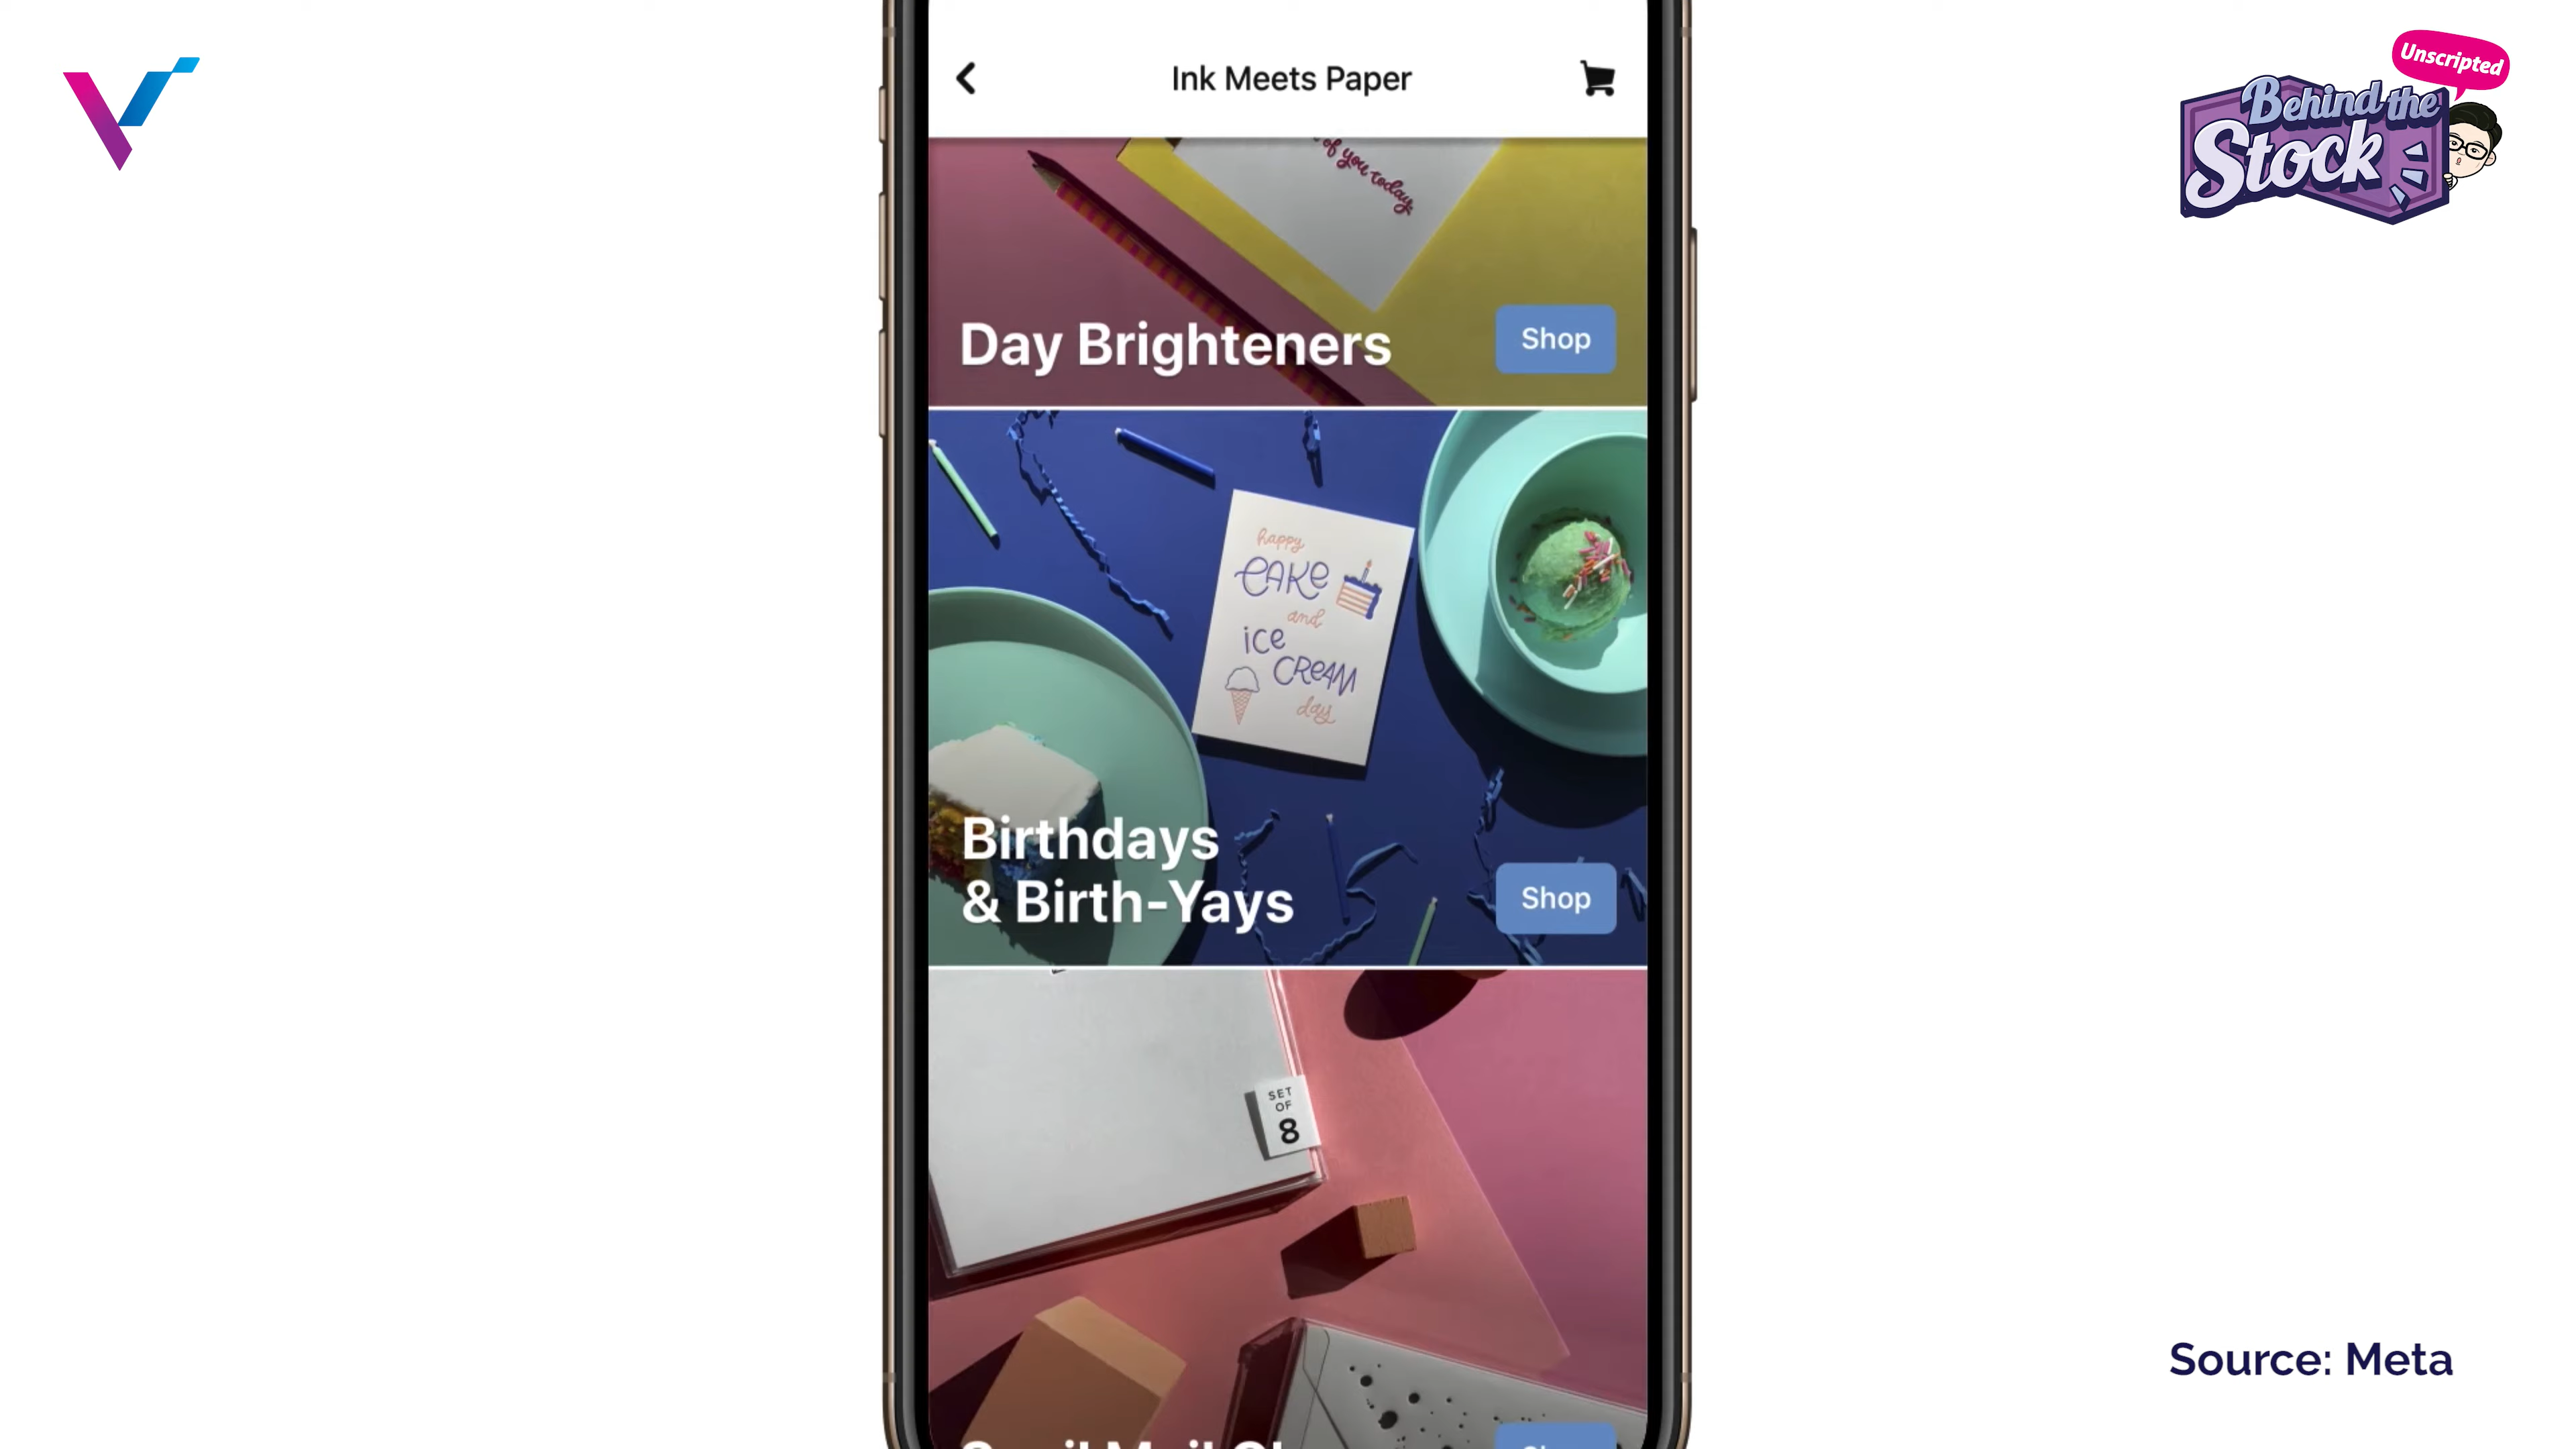 Unscripted
Behind the
Stock
Ink Meets Paper
of you today.
Day Brighteners
Shop
happy
CAKE
and
ice
CREAM
day
Birthdays
& Birth-Yays
Shop
SET
OF
8
Source: Meta